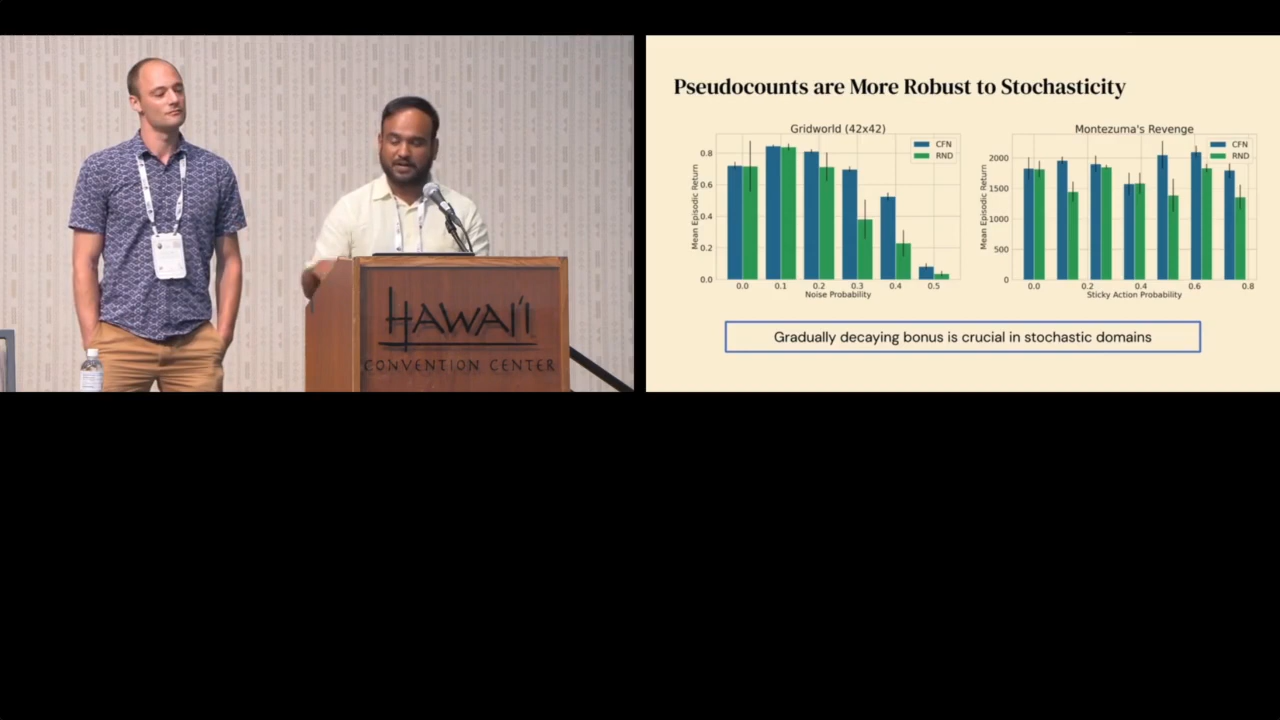 HAWAI'I
CONVENTION CENTER
Pseudocounts are More Robust to Stochasticity
Gridworld (42x42)
CFN
RND
Mean Episodic Return
0.8
0.6
0.4
0.2
0.0
0.0 0.1 0.2 0.3 0.4 0.5
Noise Probability
Montezuma's Revenge
CFN
RND
Mean Episodic Return
2000
1500
1000
500
0
0.0 0.2 0.4 0.6 0.8
Sticky Action Probability
Gradually decaying bonus is crucial in stochastic domains